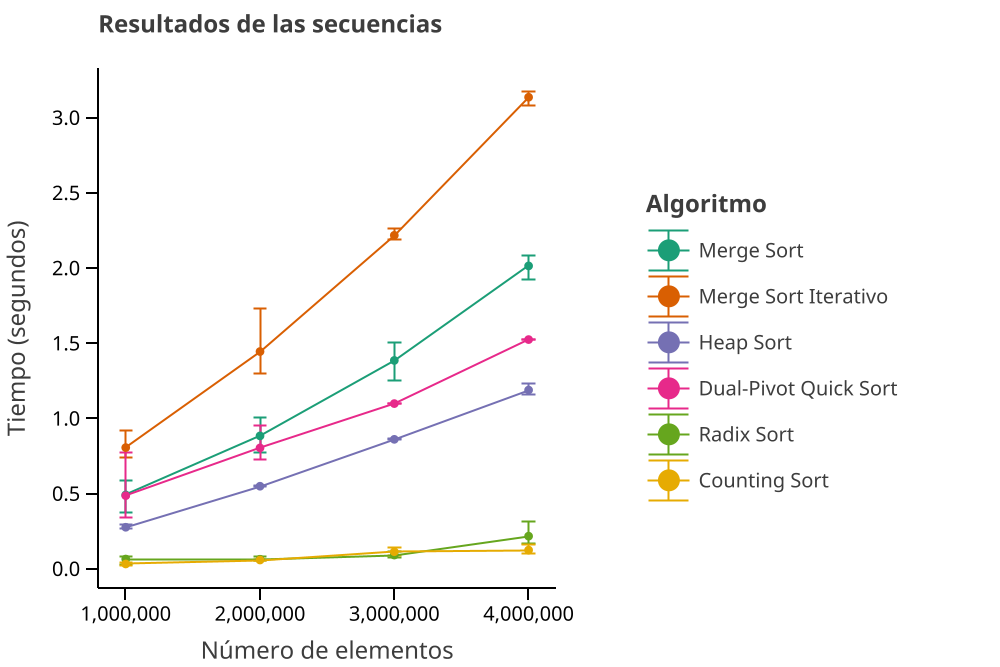 Resultados de las secuencias
Tiempo (segundos)
3.0
2.5
2.0
1.5
1.0
0.5
0.0
1,000,000
2,000,000
3,000,000
4,000,000
Número de elementos
Algoritmo
Merge Sort
Merge Sort Iterativo
Heap Sort
Dual-Pivot Quick Sort
Radix Sort
Counting Sort